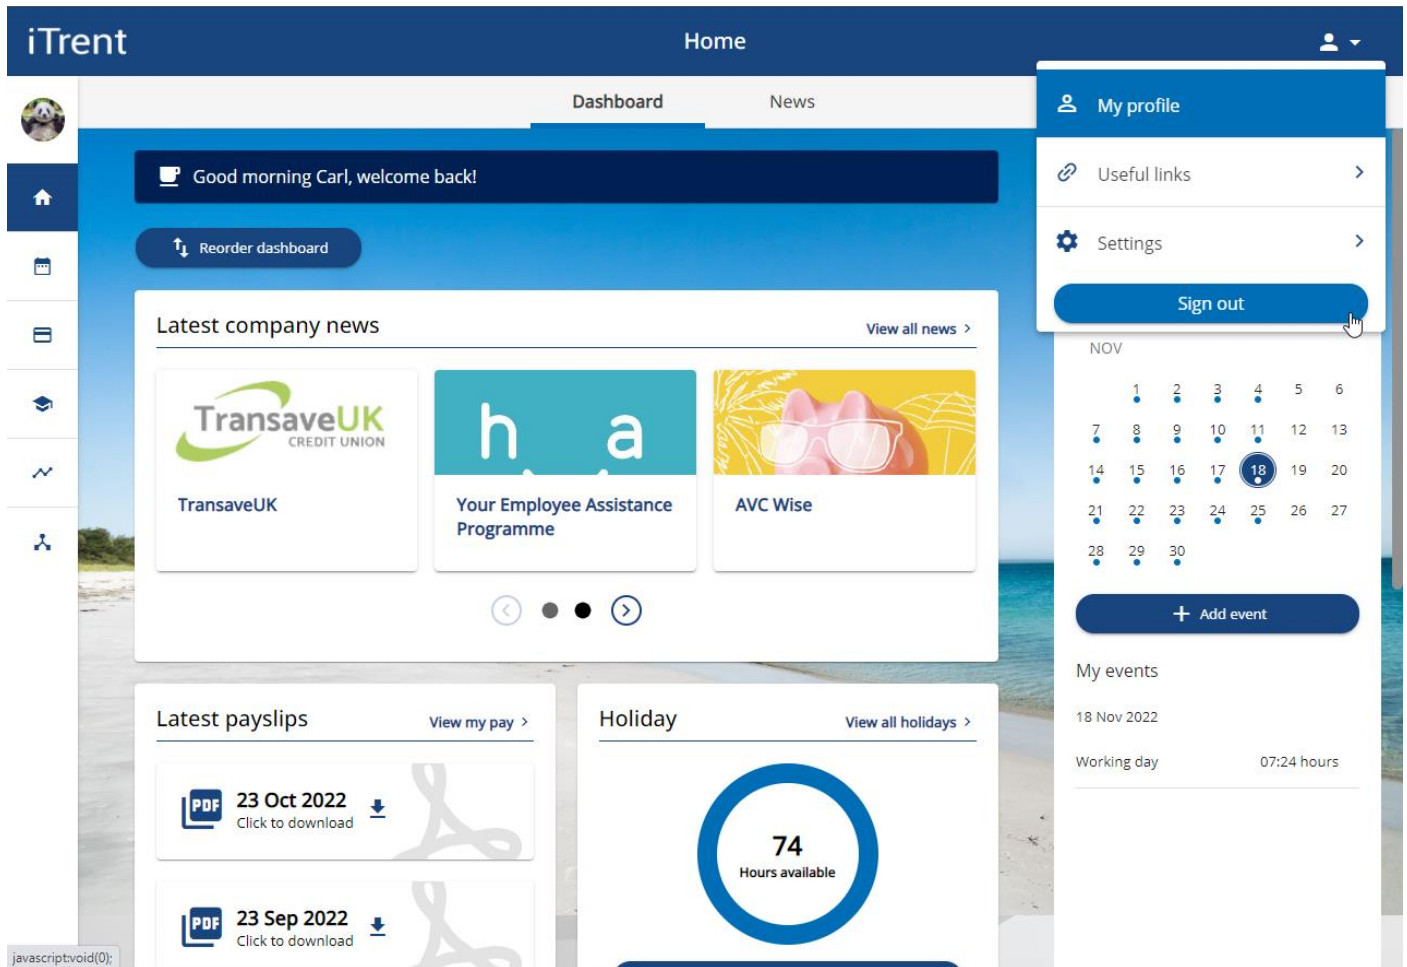 iTrent
Home
Dashboard
News
My profile
Useful links
Settings
Sign out
Good morning Carl, welcome back!
Reorder dashboard
Latest company news
View all news >
TransaveUK
CREDIT UNION
TransaveUK
h a
Your Employee Assistance
Programme
AVC Wise
NOV
1 2 3 4 5 6
7 8 9 10 11 12 13
14 15 16 17 18 19 20
21 22 23 24 25 26 27
28 29 30
+ Add event
My events
18 Nov 2022
Working day 07:24 hours
Latest payslips
View my pay >
PDF
23 Oct 2022
Click to download
PDF
23 Sep 2022
Click to download
Holiday
View all holidays >
74
Hours available
javascript:void(0);